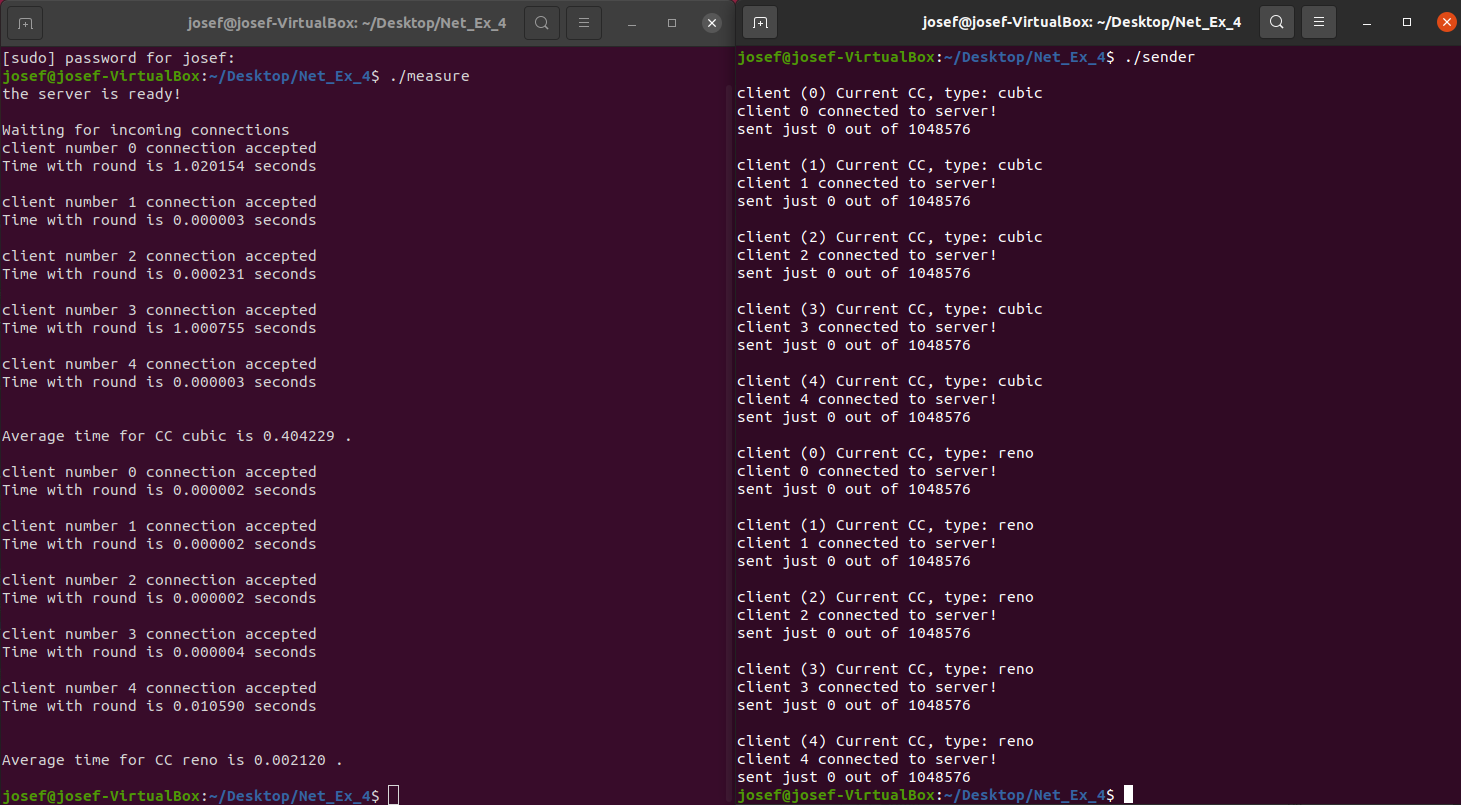 josef@josef-VirtualBox: ~/Desktop/Net_Ex_4
[sudo] password for josef:
josef@josef-VirtualBox:~/Desktop/Net_Ex_4$ ./measure
the server is ready!
Waiting for incoming connections
client number 0 connection accepted
Time with round is 1.020154 seconds
client number 1 connection accepted
Time with round is 0.000003 seconds
client number 2 connection accepted
Time with round is 0.000231 seconds
client number 3 connection accepted
Time with round is 1.000755 seconds
client number 4 connection accepted
Time with round is 0.000003 seconds
Average time for CC cubic is 0.404229 .
client number 0 connection accepted
Time with round is 0.000002 seconds
client number 1 connection accepted
Time with round is 0.000002 seconds
client number 2 connection accepted
Time with round is 0.000002 seconds
client number 3 connection accepted
Time with round is 0.000004 seconds
client number 4 connection accepted
Time with round is 0.010590 seconds
Average time for CC reno is 0.002120 .
josef@josef-VirtualBox:~/Desktop/Net_Ex_4$
josef@josef-VirtualBox: ~/Desktop/Net_Ex_4
josef@josef-VirtualBox:~/Desktop/Net_Ex_4$ ./sender
client (0) Current CC, type: cubic
client 0 connected to server!
sent just 0 out of 1048576
client (1) Current CC, type: cubic
client 1 connected to server!
sent just 0 out of 1048576
client (2) Current CC, type: cubic
client 2 connected to server!
sent just 0 out of 1048576
client (3) Current CC, type: cubic
client 3 connected to server!
sent just 0 out of 1048576
client (4) Current CC, type: cubic
client 4 connected to server!
sent just 0 out of 1048576
client (0) Current CC, type: reno
client 0 connected to server!
sent just 0 out of 1048576
client (1) Current CC, type: reno
client 1 connected to server!
sent just 0 out of 1048576
client (2) Current CC, type: reno
client 2 connected to server!
sent just 0 out of 1048576
client (3) Current CC, type: reno
client 3 connected to server!
sent just 0 out of 1048576
client (4) Current CC, type: reno
client 4 connected to server!
sent just 0 out of 1048576
josef@josef-VirtualBox:~/Desktop/Net_Ex_4$